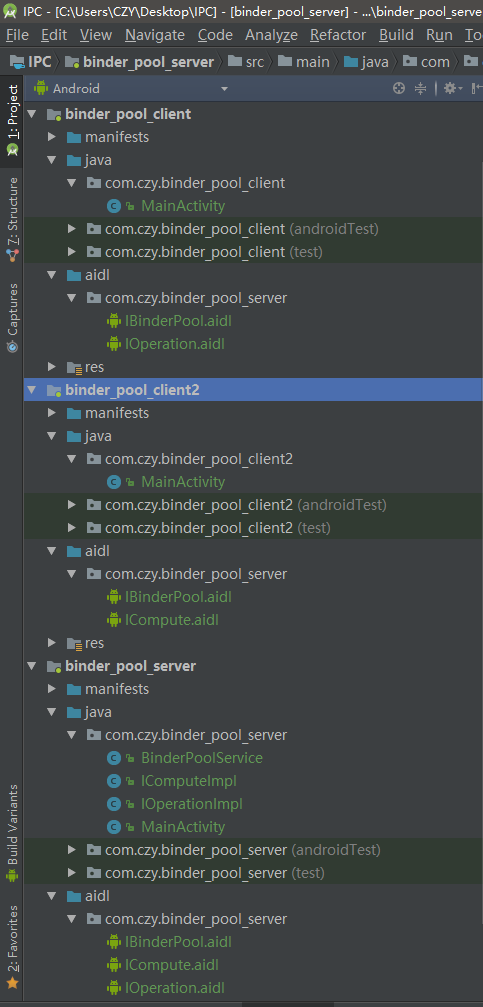 IPC - [C:\Users\CZY\Desktop\IPC] - [binder_pool_server] - ...\binder_pool_serve
File Edit View Navigate Code Analyze Refactor Build Run To
IPC binder_pool_server src main java com
Android
1: Project
7: Structure
Captures
Build Variants
2: Favorites
binder_pool_client
manifests
java
com.czy.binder_pool_client
MainActivity
com.czy.binder_pool_client (androidTest)
com.czy.binder_pool_client (test)
aidl
com.czy.binder_pool_server
IBinderPool.aidl
IOperation.aidl
res
binder_pool_client2
manifests
java
com.czy.binder_pool_client2
MainActivity
com.czy.binder_pool_client2 (androidTest)
com.czy.binder_pool_client2 (test)
aidl
com.czy.binder_pool_server
IBinderPool.aidl
ICompute.aidl
res
binder_pool_server
manifests
java
com.czy.binder_pool_server
BinderPoolService
IComputeImpl
IOperationImpl
MainActivity
com.czy.binder_pool_server (androidTest)
com.czy.binder_pool_server (test)
aidl
com.czy.binder_pool_server
IBinderPool.aidl
ICompute.aidl
IOperation.aidl